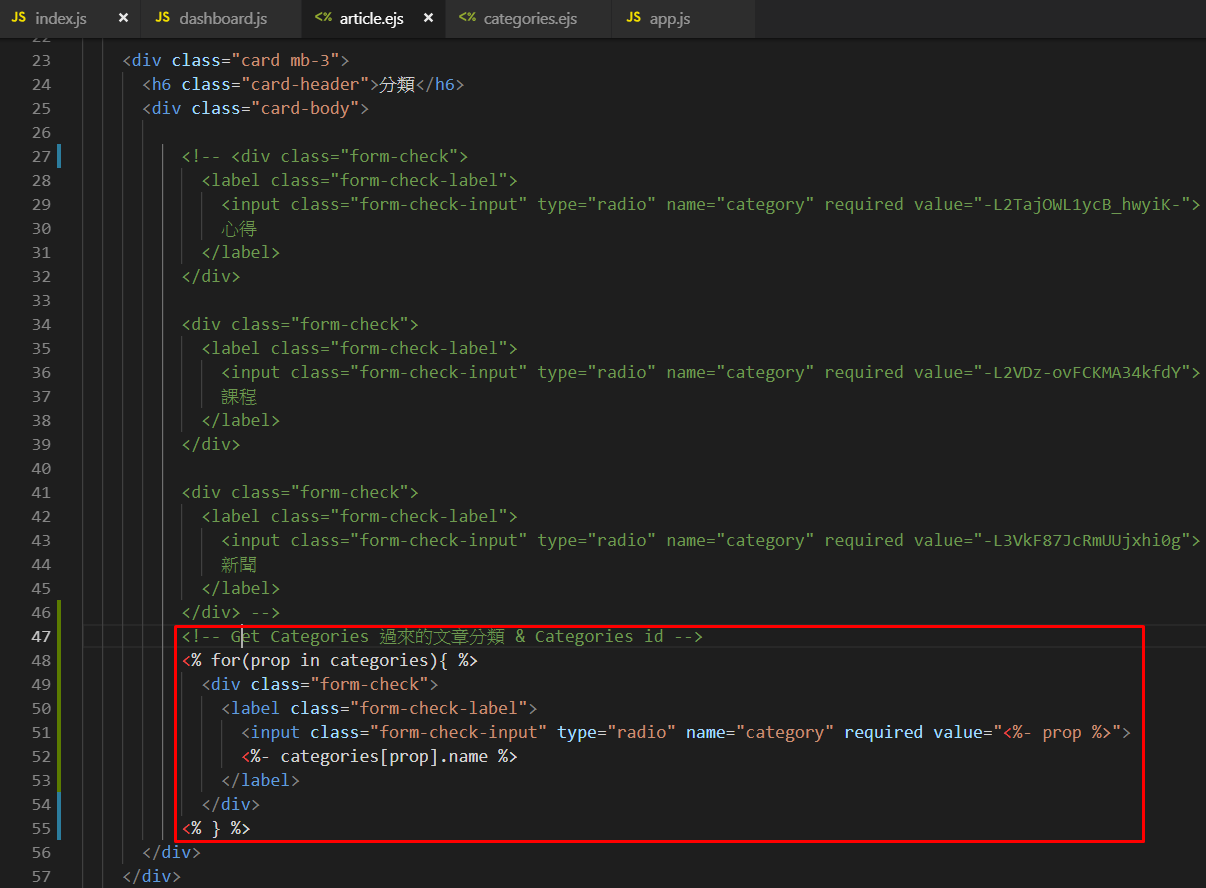 JS index.js × JS dashboard.js <% article.ejs × <% categories.ejs JS app.js
22
23 <div class="card mb-3">
24 <h6 class="card-header">分類</h6>
25 <div class="card-body">
26
27 <!-- <div class="form-check">
28 <label class="form-check-label">
29 <input class="form-check-input" type="radio" name="category" required value="-L2TajOWL1ycB_hwyiK-">
30 心得
31 </label>
32 </div>
33
34 <div class="form-check">
35 <label class="form-check-label">
36 <input class="form-check-input" type="radio" name="category" required value="-L2VDz-ovFCKMA34kfdY">
37 課程
38 </label>
39 </div>
40
41 <div class="form-check">
42 <label class="form-check-label">
43 <input class="form-check-input" type="radio" name="category" required value="-L3VkF87JcRmUUjxhi0g">
44 新聞
45 </label>
46 </div> -->
47 <!-- Get Categories 過來的文章分類 & Categories id -->
48 <% for(prop in categories){ %>
49 <div class="form-check">
50 <label class="form-check-label">
51 <input class="form-check-input" type="radio" name="category" required value="<%- prop %>">
52 <%- categories[prop].name %>
53 </label>
54 </div>
55 <% } %>
56 </div>
57 </div>